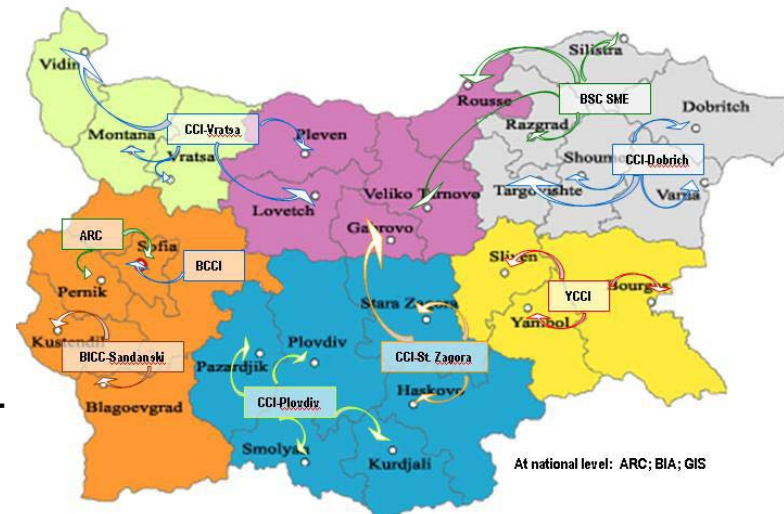 Vidin
Silistra
BSC SME
Rousse
Dobritch
CCI-Vratsa
Razgrad
Montana
Pleven
Vratsa
CCI-Dobrich
Targovishte
Varna
Veliko Turnovo
Lovetch
ARC
Sofia
Gabrovo
BCCI
Sliven
Pernik
YCCI
Bourgas
Stara Zagora
Yambol
Kustendil
Plovdiv
BICC-Sandanski
Pazardjik
CCI-St. Zagora
Haskovo
CCI-Plovdiv
Blagoevgrad
Smolyan
Kurdjali
At national level: ARC; BIA; GIS